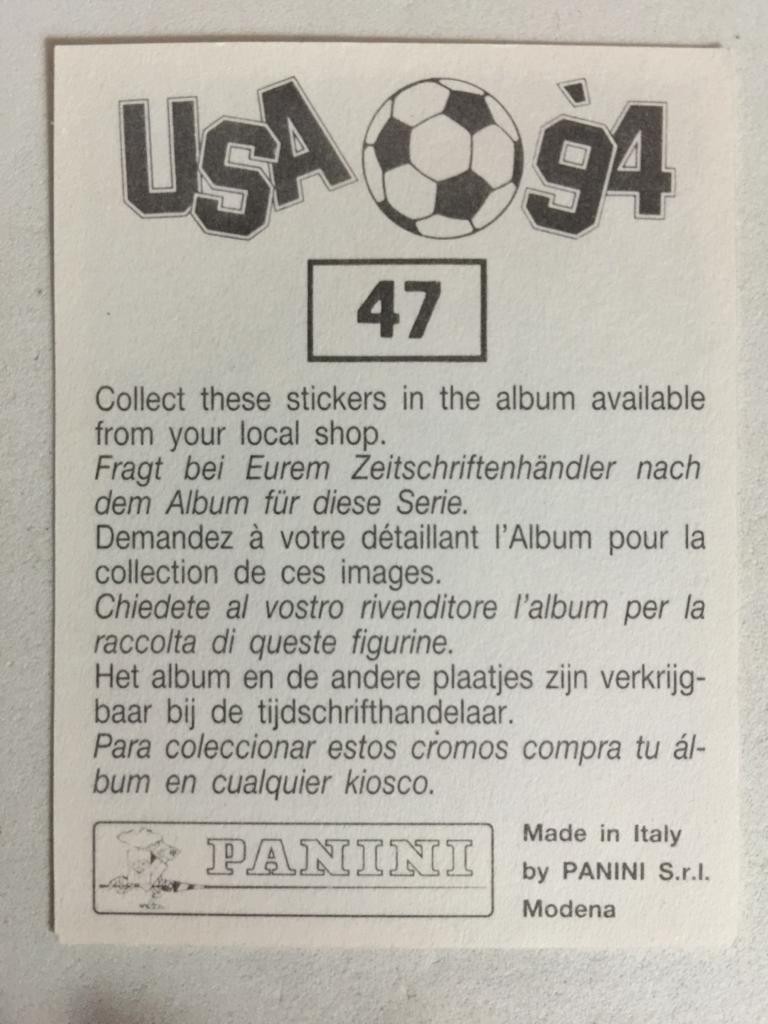 USA '94
47
Collect these stickers in the album available
from your local shop.
Fragt bei Eurem Zeitschriftenhändler nach
dem Album für diese Serie.
Demandez à votre détaillant l'Album pour la
collection de ces images.
Chiedete al vostro rivenditore l'album per la
raccolta di queste figurine.
Het album en de andere plaatjes zijn verkrijg-
baar bij de tijdschrifthandelaar.
Para coleccionar estos cromos compra tu ál-
bum en cualquier kiosco.
PANINI
Made in Italy
by PANINI S.r.l.
Modena